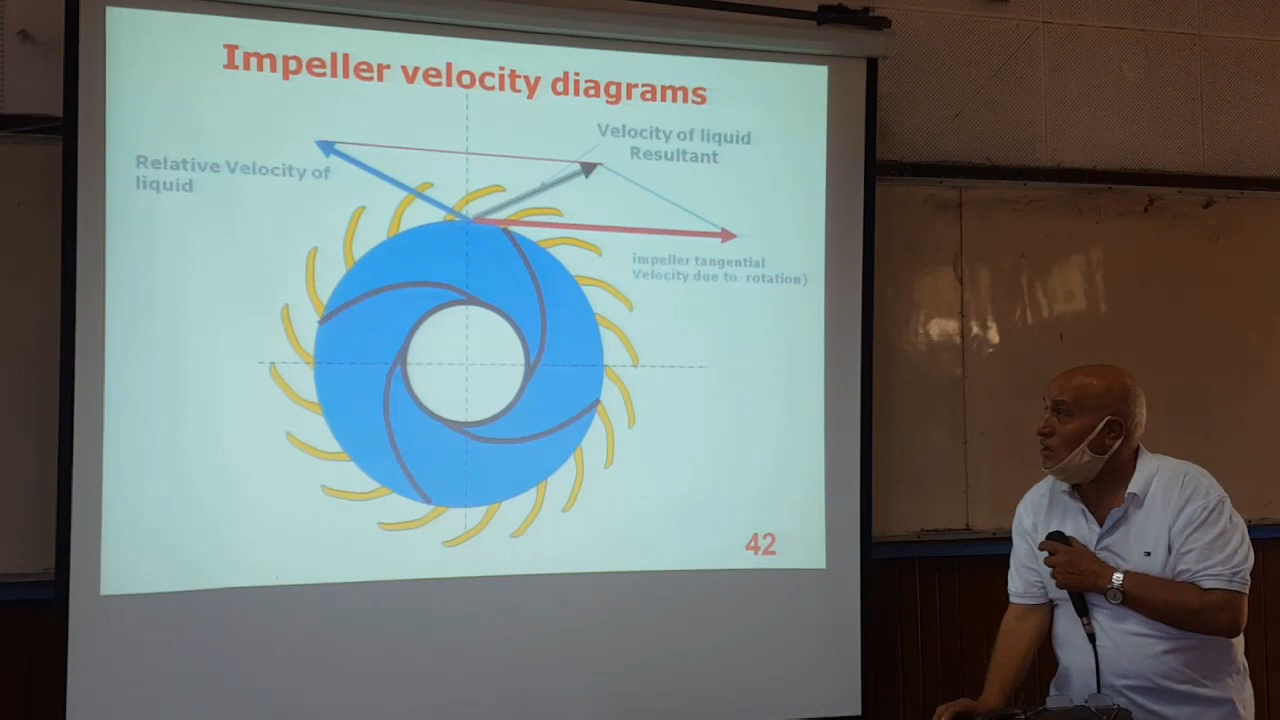 Impeller velocity diagrams
Velocity of liquid
Resultant
Relative Velocity of
liquid
impeller tangential
Velocity due to rotation)
42